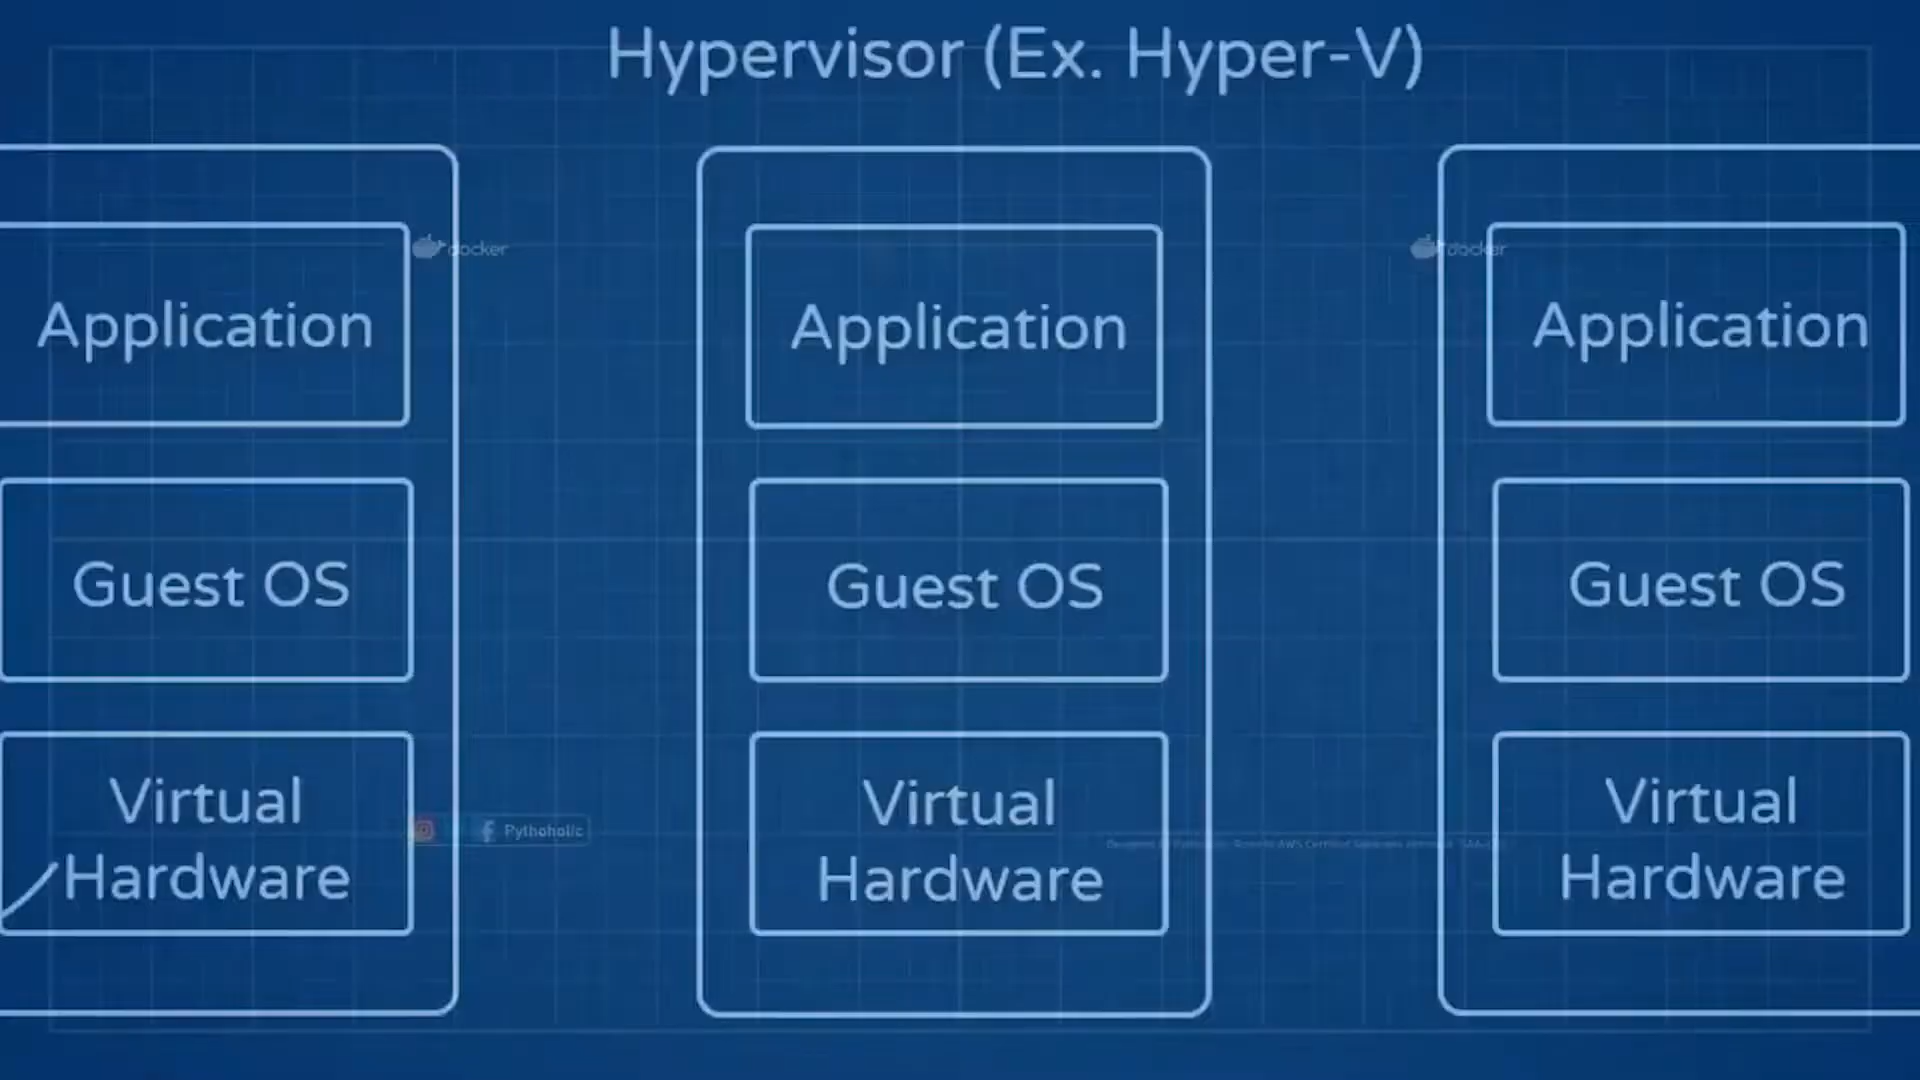 Hypervisor (Ex. Hyper-V)
docker
docker
Application
Application
Application
Guest OS
Guest OS
Guest OS
Virtual
Hardware
Virtual
Hardware
Virtual
Hardware
Pythoholic